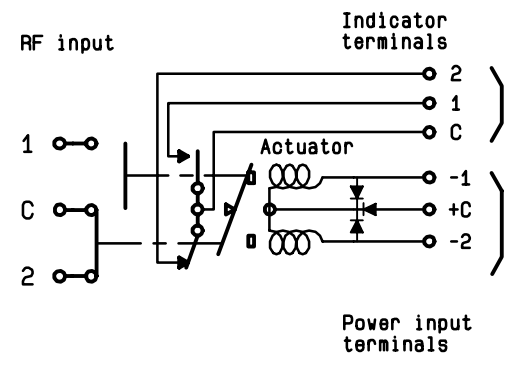 Indicator
terminals
RF input
2
1
C
1
Actuator
-1
C
+C
-2
2
Power input
terminals